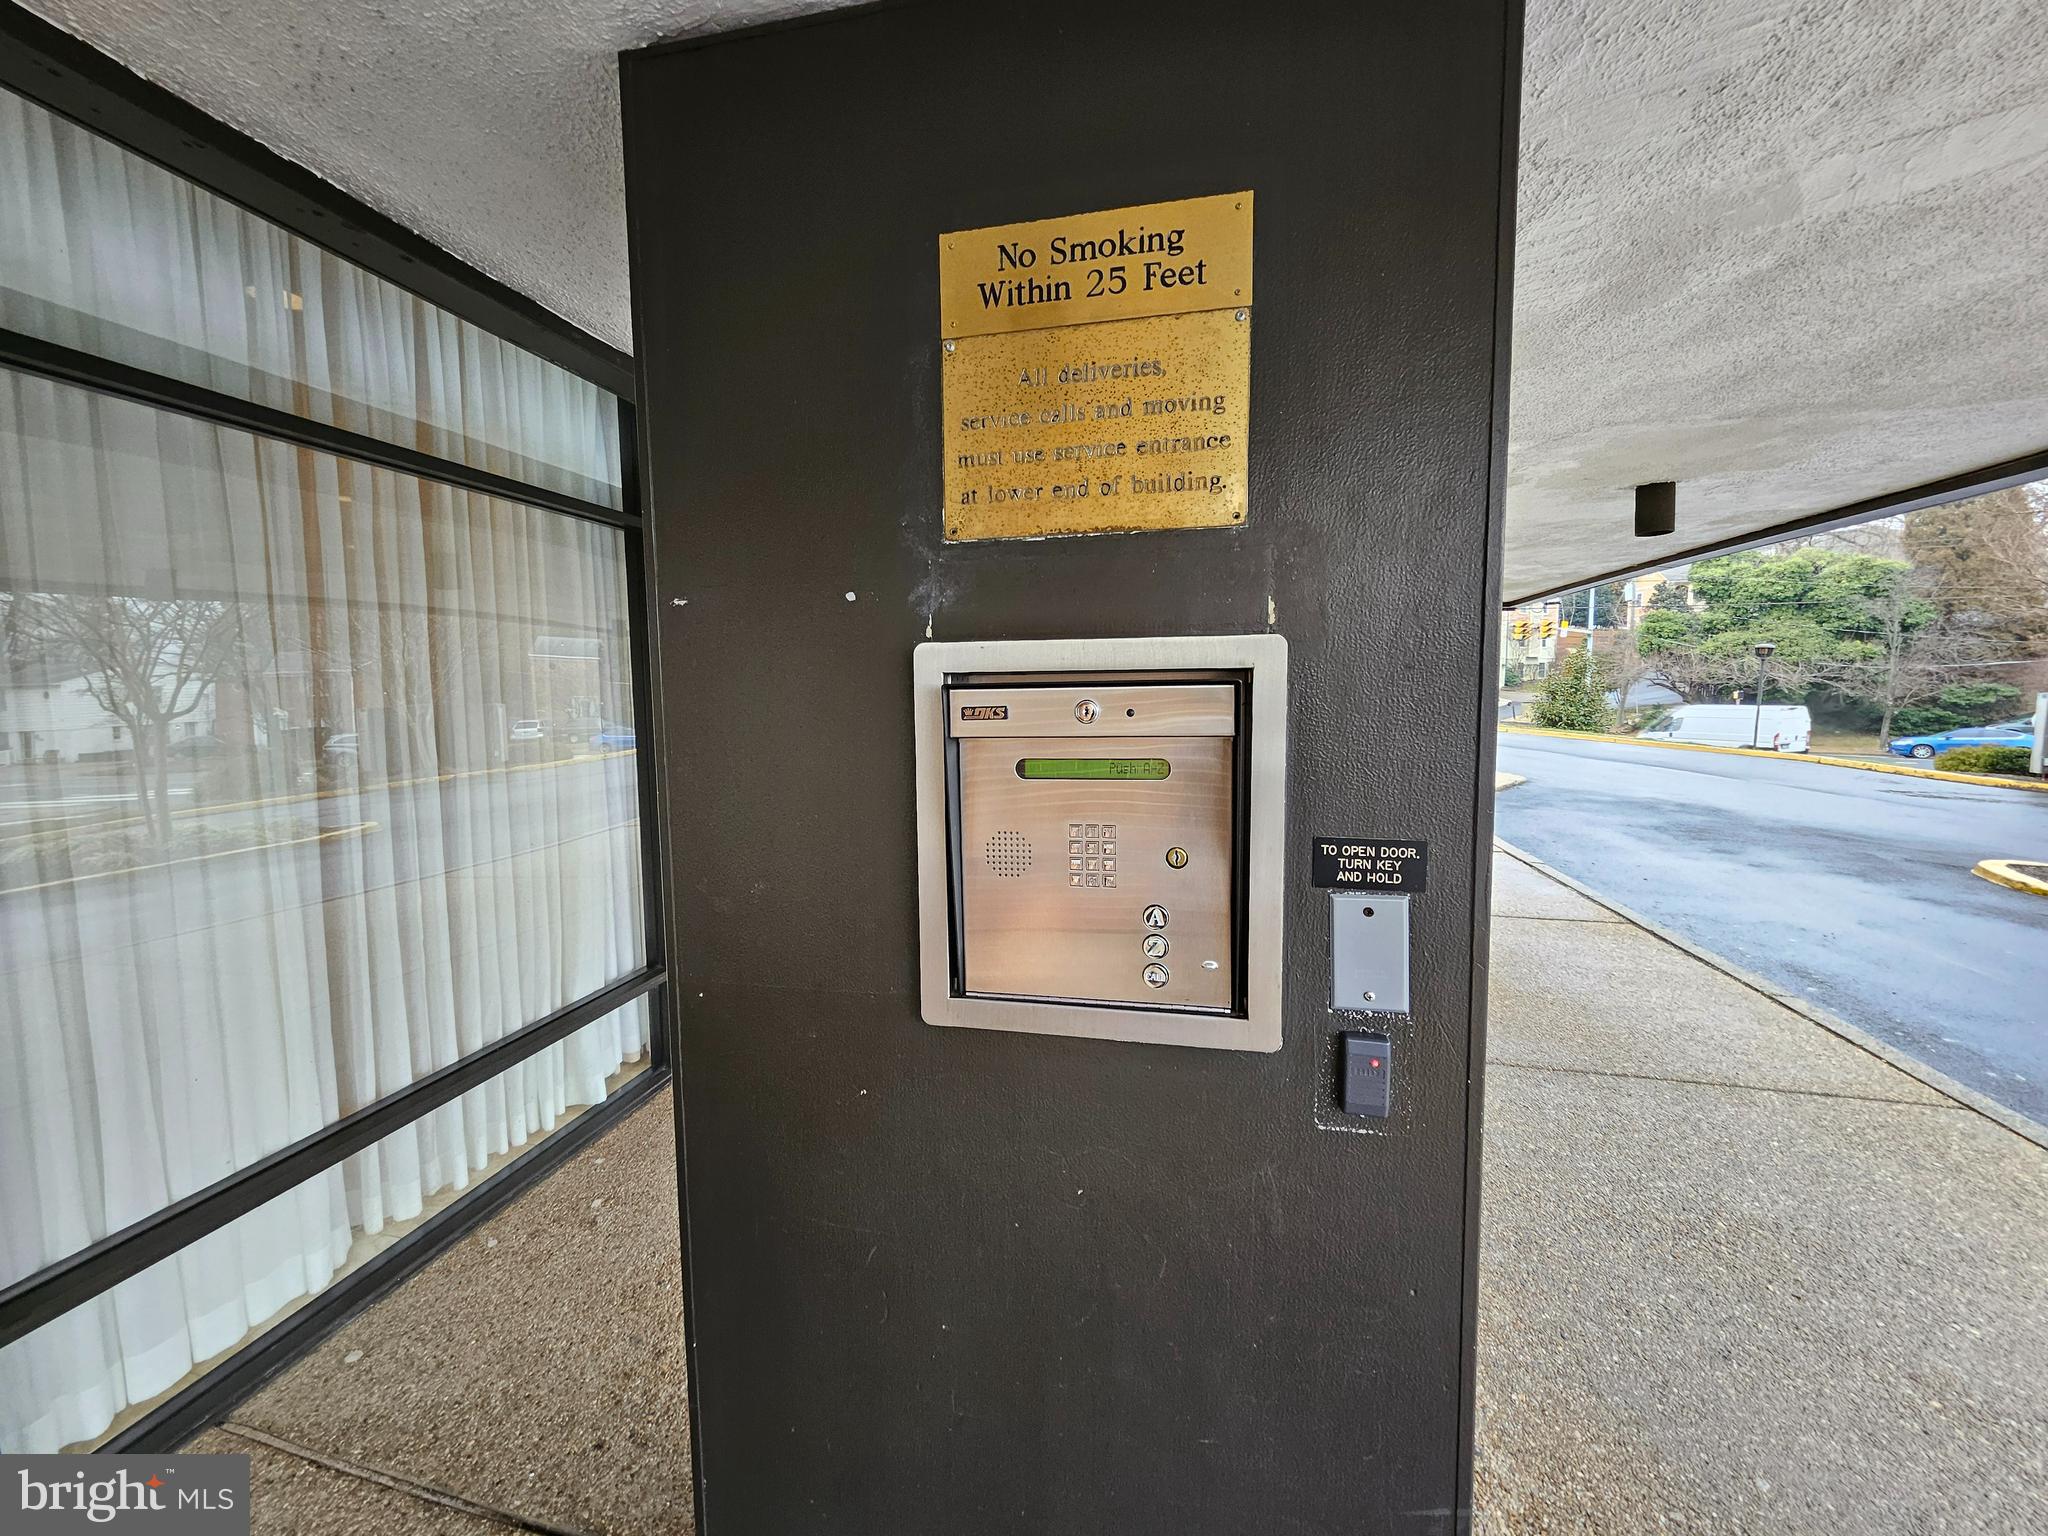 No Smoking
Within 25 Feet
All deliveries,
service calls and moving
must use service entrance
at lower end of building.
DKS
Push A-Z
TO OPEN DOOR.
TURN KEY
AND HOLD
A
Z
CALL
bright™ MLS